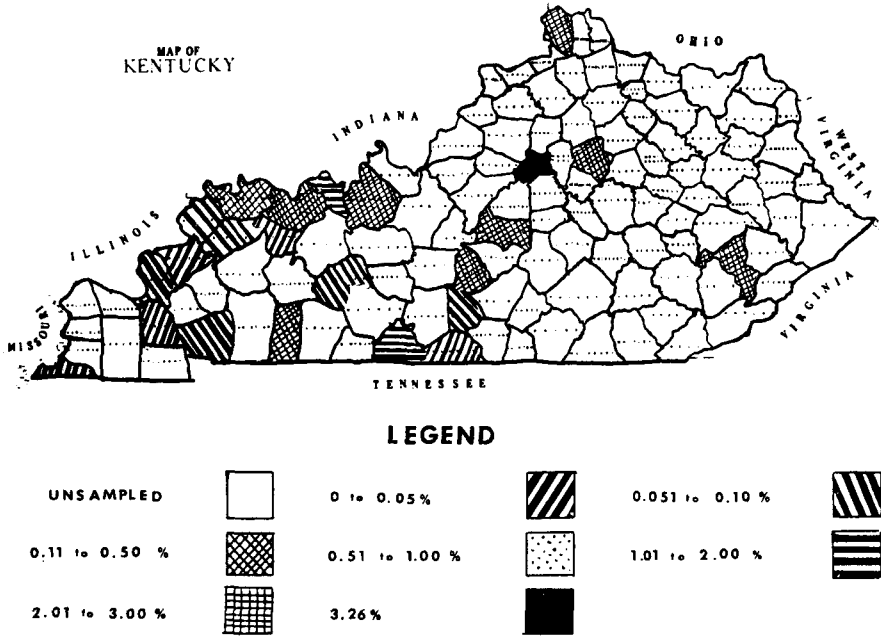 MAP OF
KENTUCKY
OHIO
INDIANA
WEST
VIRGINIA
ILLINOIS
VIRGINIA
MISSOURI
TENNESSEE
LEGEND
UNSAMPLED 0 to 0.05% 0.051 to 0.10 %
0.11 to 0.50 % 0.51 to 1.00 % 1.01 to 2.00 %
2.01 to 3.00 % 3.26%